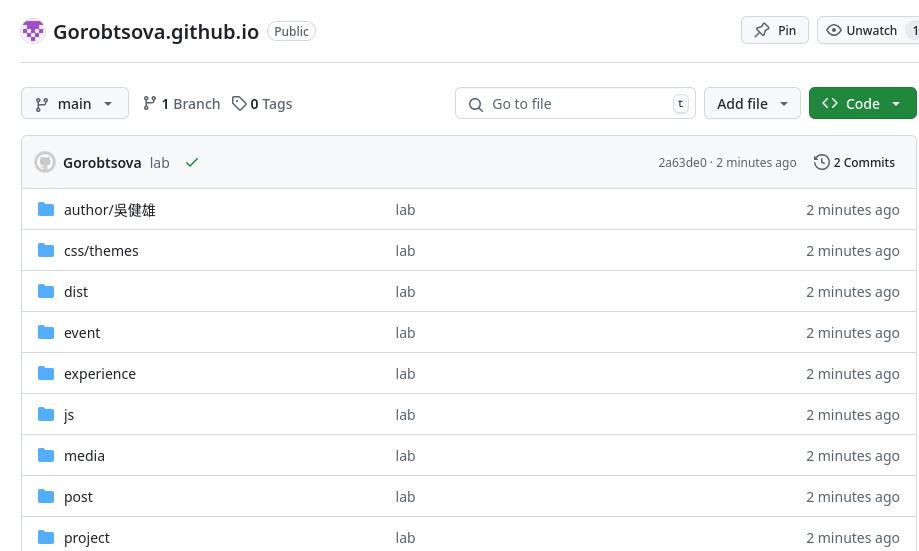 Gorobtsova.github.io Public Pin Unwatch 1
main 1 Branch 0 Tags Go to file t Add file Code
Gorobtsova lab 2a63de0 · 2 minutes ago 2 Commits
author/吳健雄 lab 2 minutes ago
css/themes lab 2 minutes ago
dist lab 2 minutes ago
event lab 2 minutes ago
experience lab 2 minutes ago
js lab 2 minutes ago
media lab 2 minutes ago
post lab 2 minutes ago
project lab 2 minutes ago